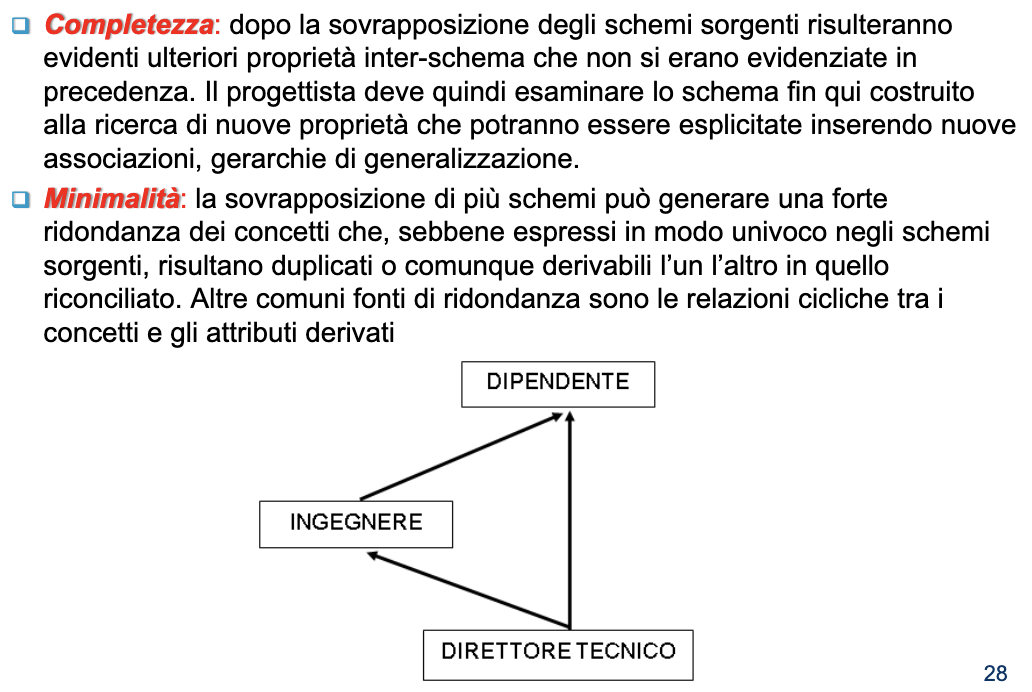 Completezza: dopo la sovrapposizione degli schemi sorgenti risulteranno
evidenti ulteriori proprietà inter-schema che non si erano evidenziate in
precedenza. Il progettista deve quindi esaminare lo schema fin qui costruito
alla ricerca di nuove proprietà che potranno essere esplicitate inserendo nuove
associazioni, gerarchie di generalizzazione.
Minimalità: la sovrapposizione di più schemi può generare una forte
ridondanza dei concetti che, sebbene espressi in modo univoco negli schemi
sorgenti, risultano duplicati o comunque derivabili l’un l’altro in quello
riconciliato. Altre comuni fonti di ridondanza sono le relazioni cicliche tra i
concetti e gli attributi derivati
DIPENDENTE
INGEGNERE
DIRETTORE TECNICO
28